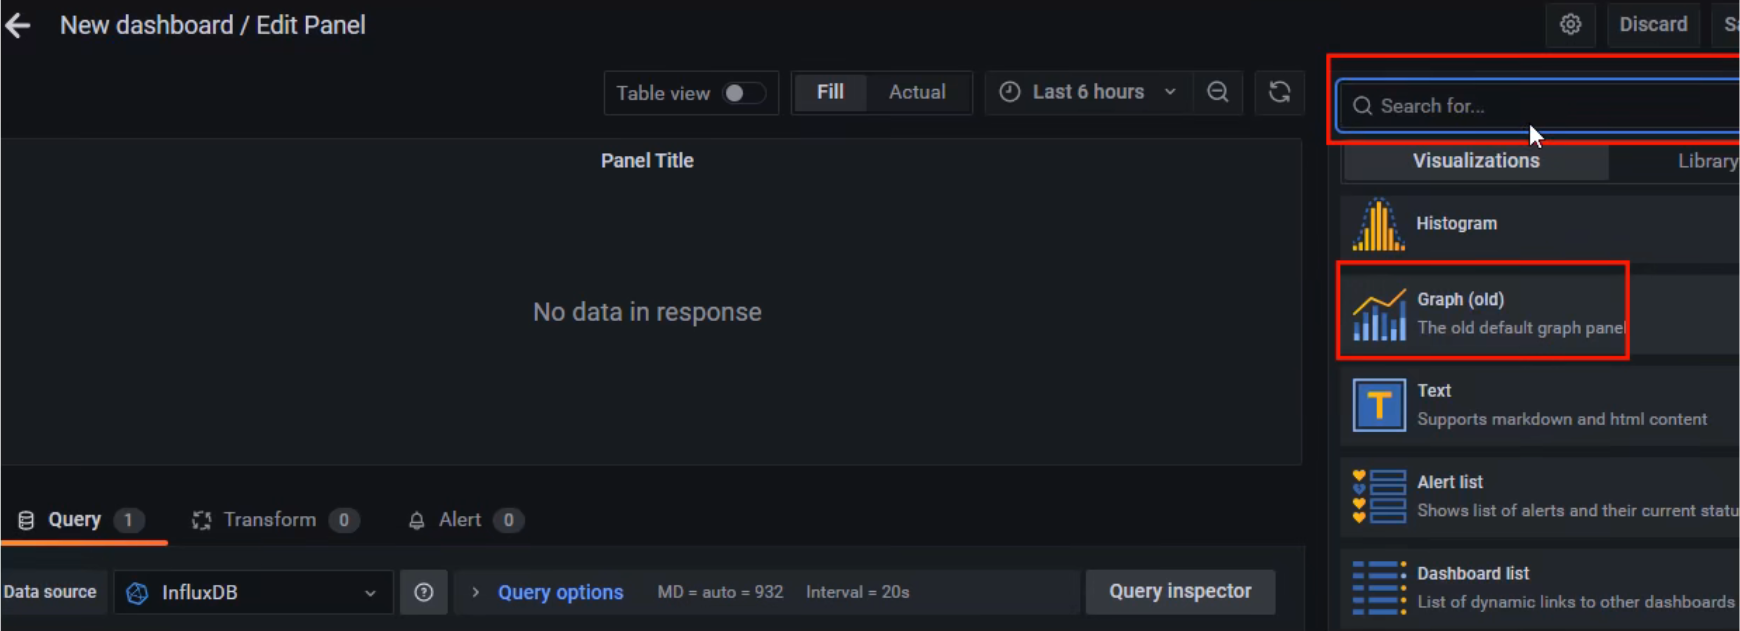 New dashboard / Edit Panel
Discard
Table view
Fill
Actual
Last 6 hours
Search for...
Panel Title
Visualizations
Library
Histogram
No data in response
Graph (old)
The old default graph panel
Text
Supports markdown and html content
Alert list
Shows list of alerts and their current statu
Query 1
Transform 0
Alert 0
Dashboard list
List of dynamic links to other dashboards
Data source
InfluxDB
Query options
MD = auto = 932
Interval = 20s
Query inspector